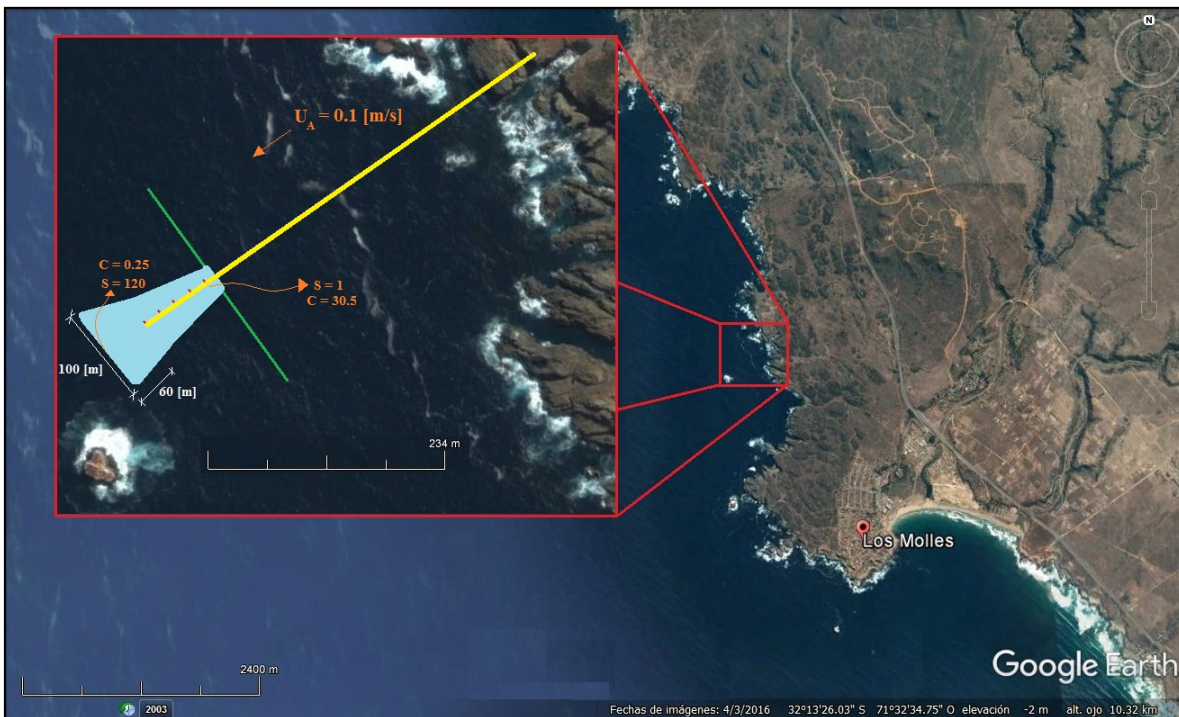 N
U_A = 0.1 [m/s]
C = 0.25
S = 120
S = 1
C = 30.5
100 [m]
60 [m]
234 m
Los Molles
Google Earth
2400 m
2003
Fechas de imágenes: 4/3/2016 32°13'26.03" S 71°32'34.75" O elevación -2 m alt. ojo 10.32 km